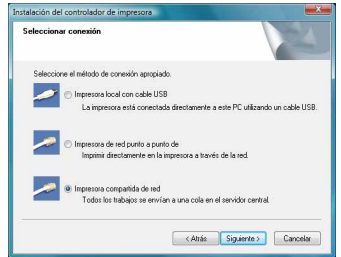 Instalación del controlador de impresora
Seleccionar conexión
Seleccione el método de conexión apropiado.
Impresora local con cable USB
La impresora está conectada directamente a este PC utilizando un cable USB.
Impresora de red punto a punto de
Imprimir directamente en la impresora a través de la red.
Impresora compartida de red
Todos los trabajos se envían a una cola en el servidor central.
< Atrás
Siguiente >
Cancelar